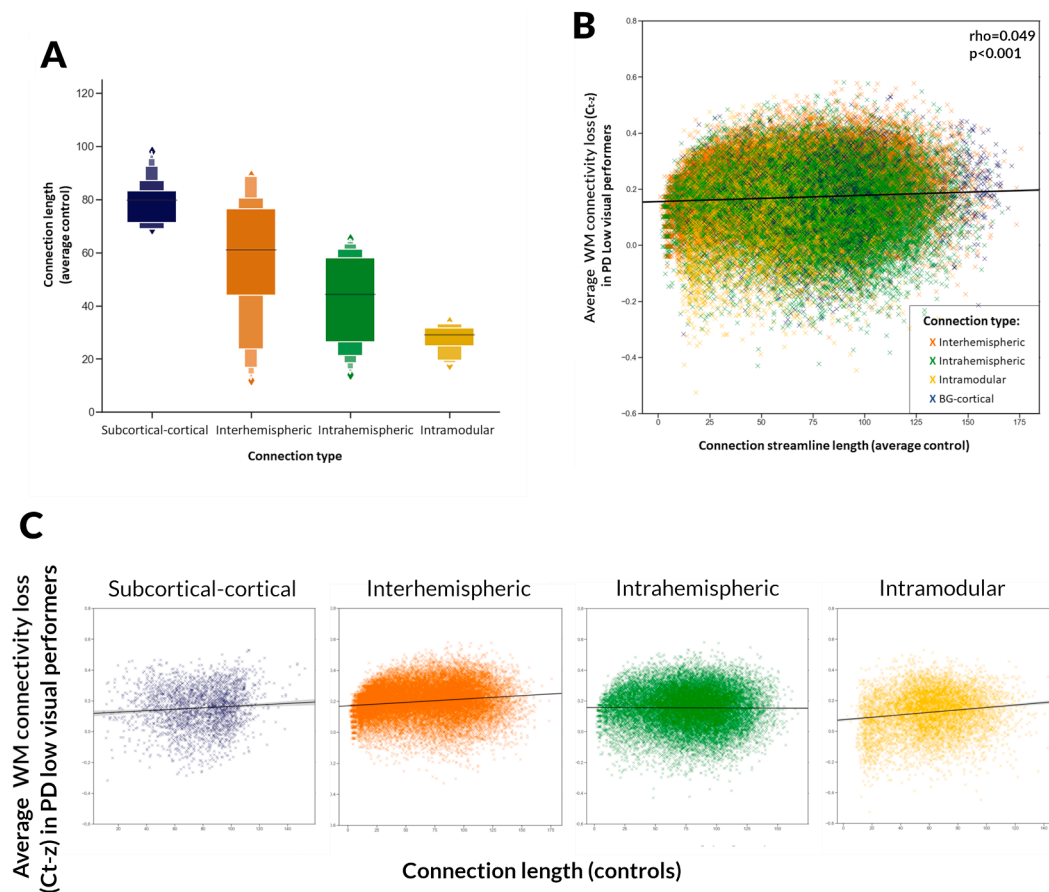 A
120
100
80
60
40
20
0
Connection length
(average control)
Subcortical-cortical Interhemispheric Intrahemispheric Intramodular
Connection type
B
rho=0.049
p<0.001
0.8
0.6
0.4
0.2
0.0
−0.2
−0.4
−0.6
Average WM connectivity loss (Ct-z)
in PD Low visual performers
Connection type:
X Interhemispheric
X Intrahemispheric
X Intramodular
X BG-cortical
0 25 50 75 100 125 150 175
Connection streamline length (average control)
C
Average WM connectivity loss
(Ct-z) in PD low visual performers
Subcortical-cortical
Interhemispheric
Intrahemispheric
Intramodular
Connection length (controls)